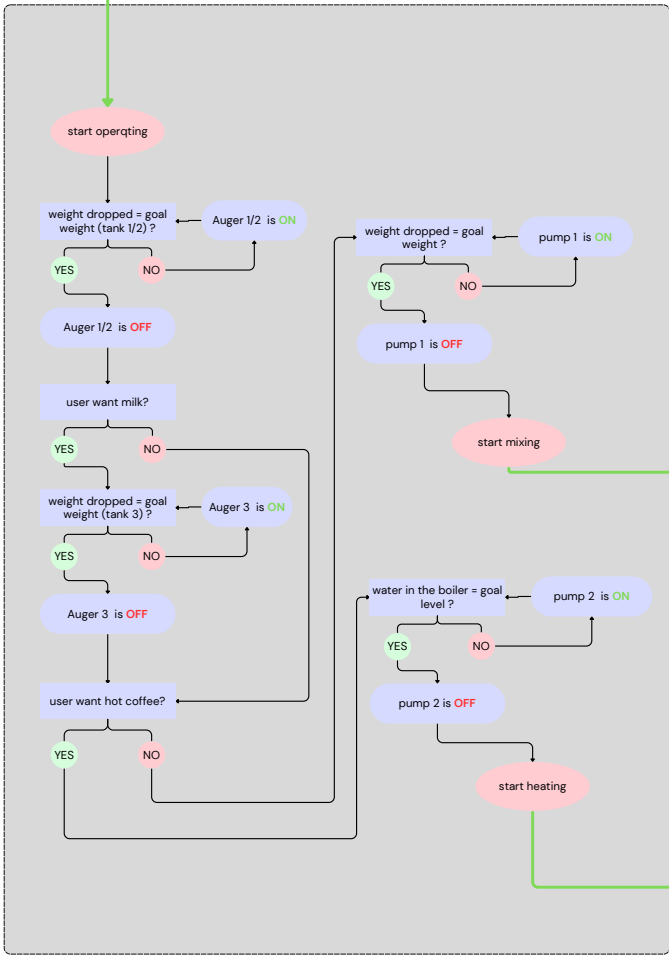 start operqting
weight dropped = goal
weight (tank 1/2) ?
Auger 1/2 is ON
YES
NO
Auger 1/2 is OFF
user want milk?
YES
NO
weight dropped = goal
weight (tank 3) ?
Auger 3 is ON
YES
NO
Auger 3 is OFF
user want hot coffee?
YES
NO
weight dropped = goal
weight ?
pump 1 is ON
YES
NO
pump 1 is OFF
start mixing
water in the boiler = goal
level ?
pump 2 is ON
YES
NO
pump 2 is OFF
start heating